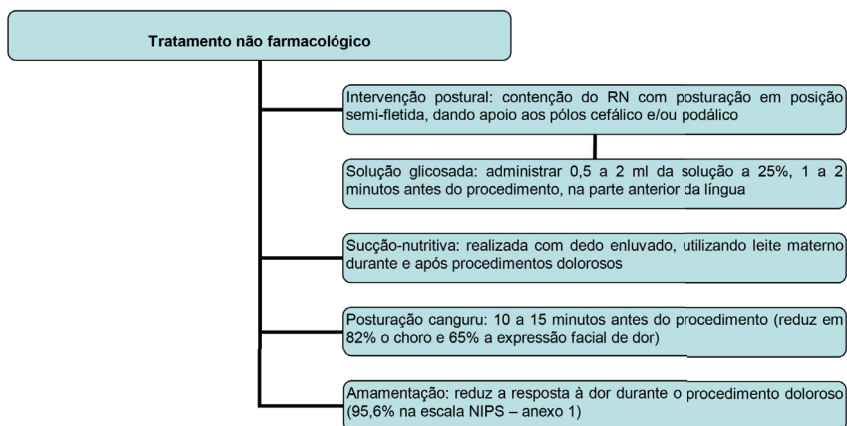 Tratamento não farmacológico
Intervenção postural: contenção do RN com posturação em posição
semi-fletida, dando apoio aos pólos cefálico e/ou podálico
Solução glicosada: administrar 0,5 a 2 ml da solução a 25%, 1 a 2
minutos antes do procedimento, na parte anterior da língua
Sucção-nutritiva: realizada com dedo enluvado, utilizando leite materno
durante e após procedimentos dolorosos
Posturação canguru: 10 a 15 minutos antes do procedimento (reduz em
82% o choro e 65% a expressão facial de dor)
Amamentação: reduz a resposta à dor durante o procedimento doloroso
(95,6% na escala NIPS – anexo 1)